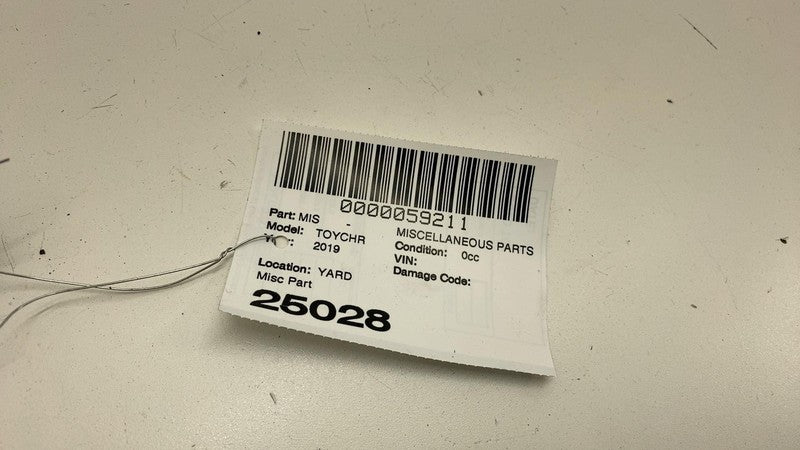 0000059211
Part: MIS - MISCELLANEOUS PARTS
Model: TOYCHR Condition: 0cc
2019 VIN:
Damage Code:
Location: YARD
Misc Part
25028